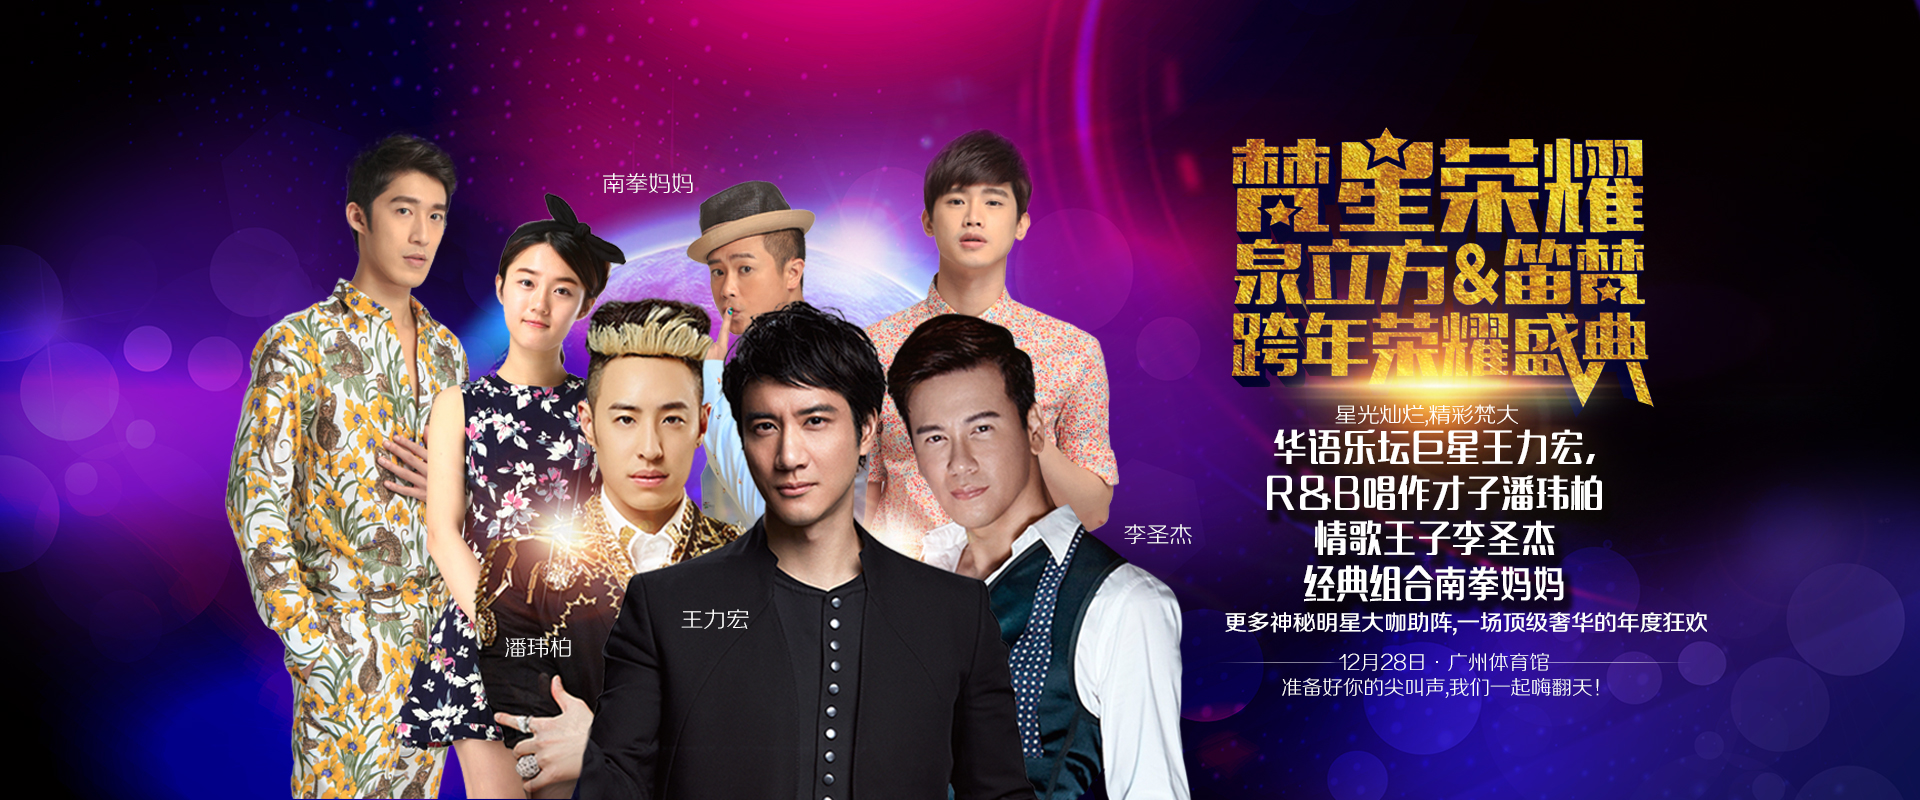 南拳妈妈
李圣杰
王力宏
潘玮柏
梵星荣耀
泉立方&笛梵
跨年荣耀盛典
星光灿烂,精彩梵大
华语乐坛巨星王力宏,
R&B唱作才子潘玮柏
情歌王子李圣杰
经典组合南拳妈妈
更多神秘明星大咖助阵,一场顶级奢华的年度狂欢
12月28日·广州体育馆
准备好你的尖叫声,我们一起嗨翻天!